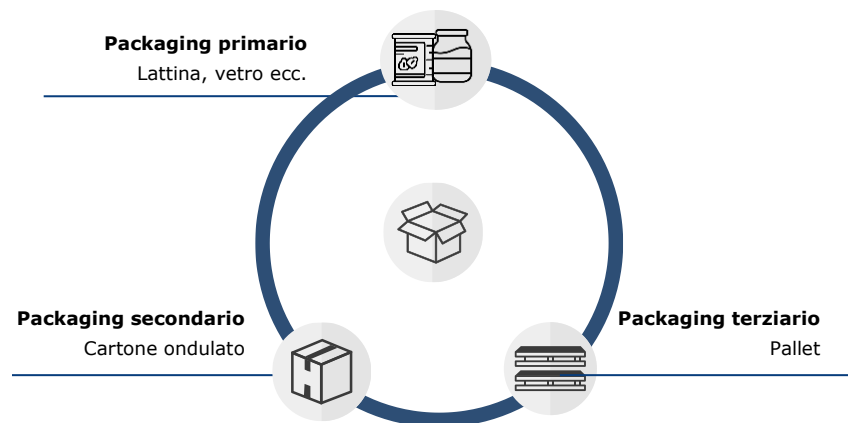 Packaging primario
Lattina, vetro ecc.
Packaging secondario
Cartone ondulato
Packaging terziario
Pallet